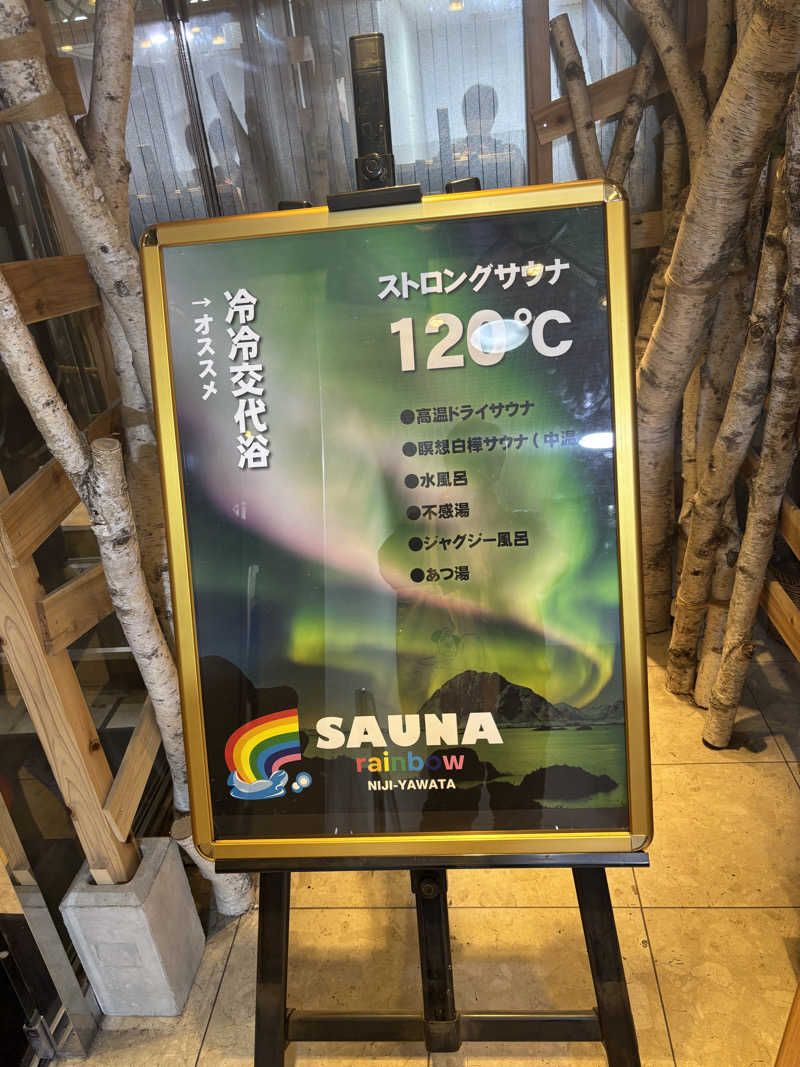 ストロングサウナ
120℃
冷冷交代浴
→オススメ
●高温ドライサウナ
●瞑想白樺サウナ(中温
●水風呂
●不感湯
●ジャグジー風呂
●あつ湯
SAUNA
rainbow
NIJI-YAWATA